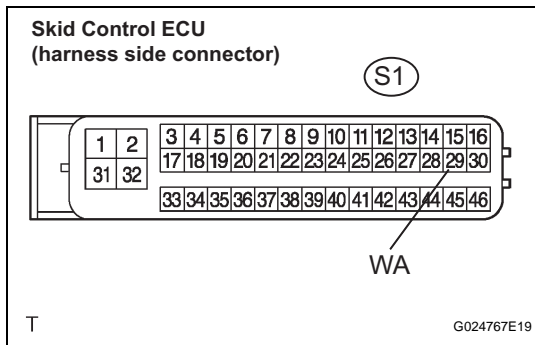 Skid Control ECU
(harness side connector)
S1
1 2 3 4 5 6 7 8 9 10 11 12 13 14 15 16
17 18 19 20 21 22 23 24 25 26 27 28 29 30
31 32
33 34 35 36 37 38 39 40 41 42 43 44 45 46
WA
T G024767E19